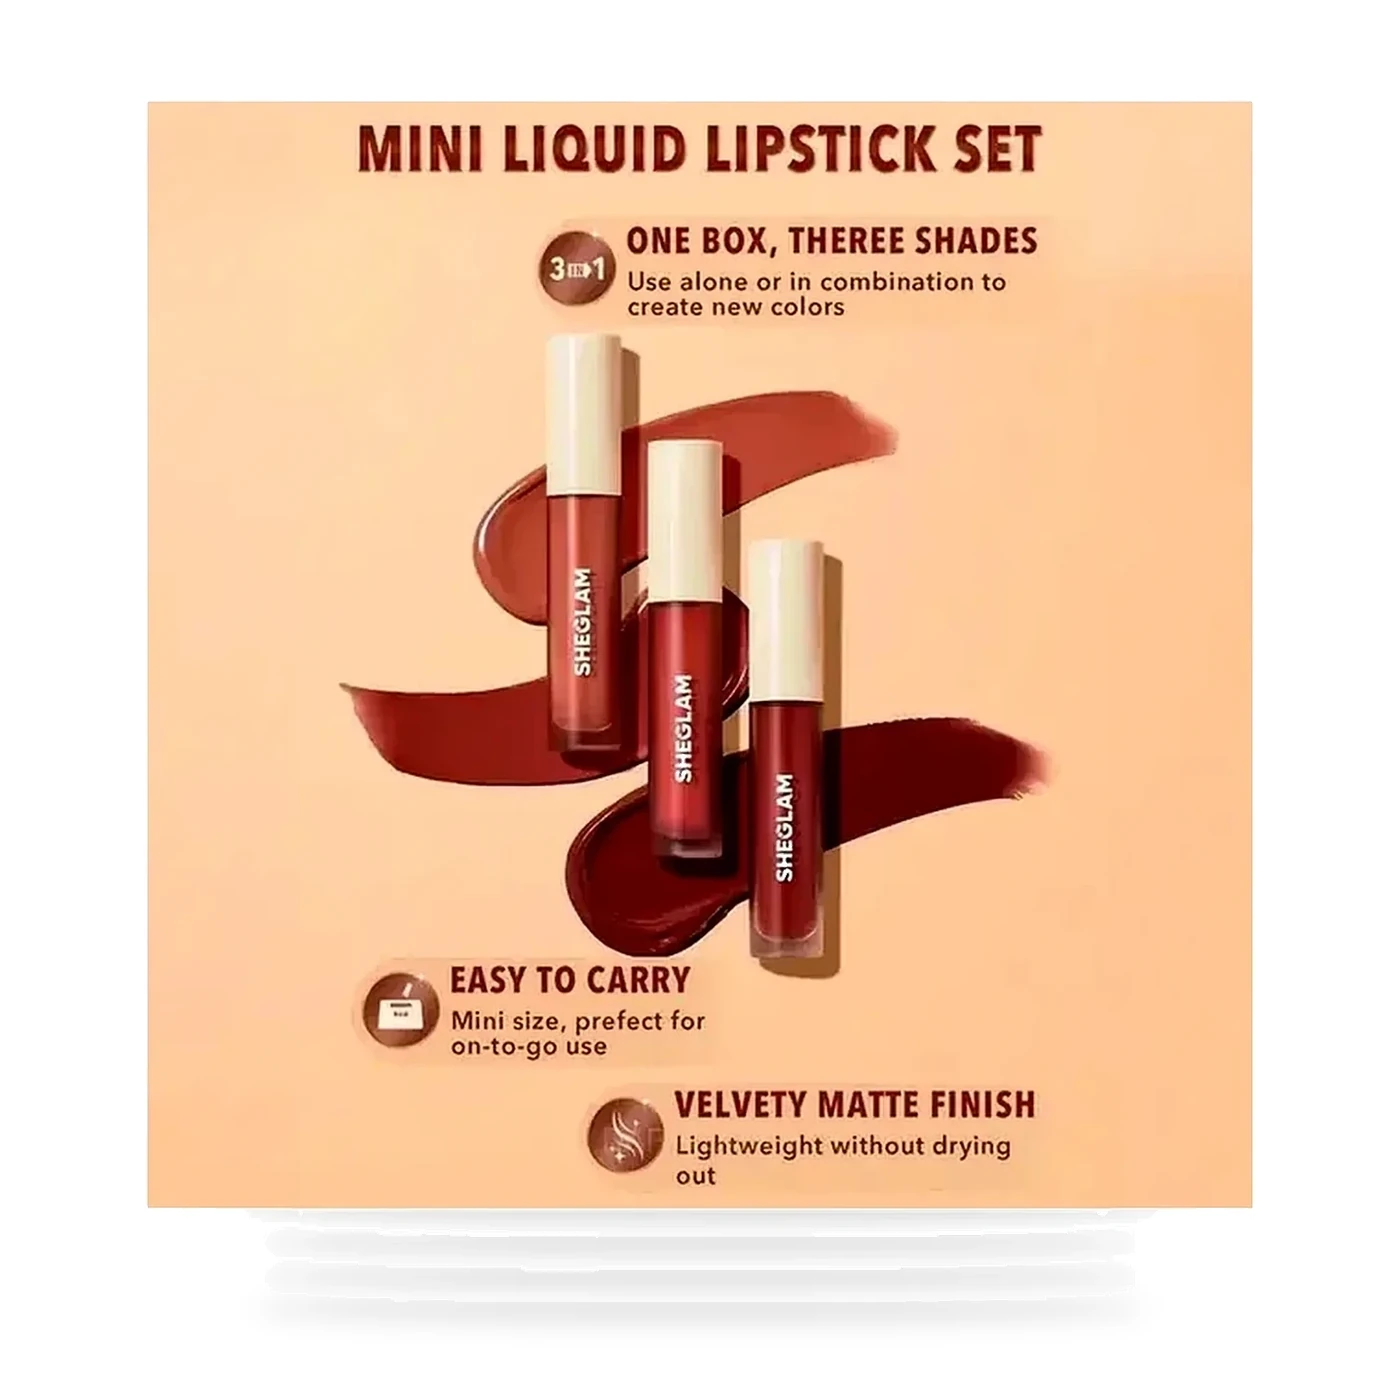 MINI LIQUID LIPSTICK SET
3 IN 1
ONE BOX, THEREE SHADES
Use alone or in combination to
create new colors
SHEGLAM
SHEGLAM
SHEGLAM
EASY TO CARRY
Mini size, prefect for
on-to-go use
VELVETY MATTE FINISH
Lightweight without drying
out